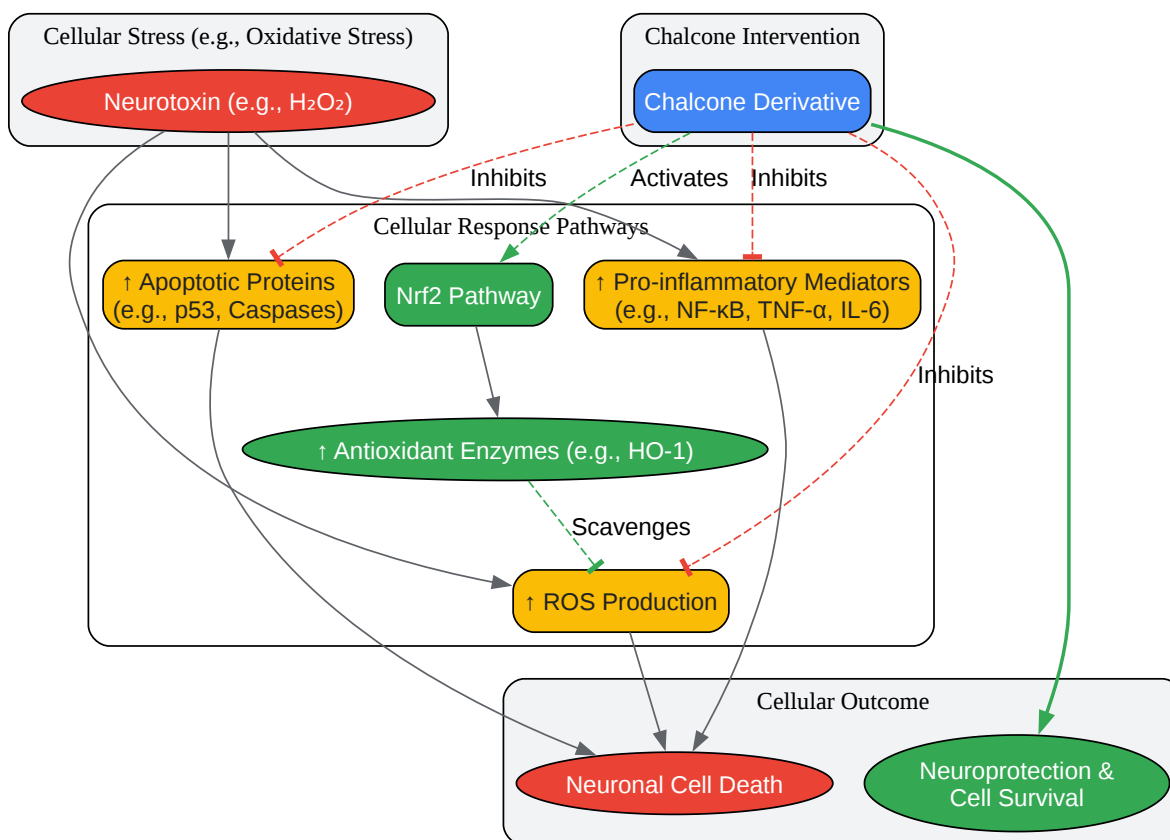 Cellular Stress (e.g., Oxidative Stress)
Chalcone Intervention
Neurotoxin (e.g., H₂O₂)
Chalcone Derivative
Inhibits
Activates
Inhibits
Cellular Response Pathways
↑ Apoptotic Proteins
(e.g., p53, Caspases)
Nrf2 Pathway
↑ Pro-inflammatory Mediators
(e.g., NF-κB, TNF-α, IL-6)
Inhibits
↑ Antioxidant Enzymes (e.g., HO-1)
Scavenges
↑ ROS Production
Cellular Outcome
Neuronal Cell Death
Neuroprotection &
Cell Survival